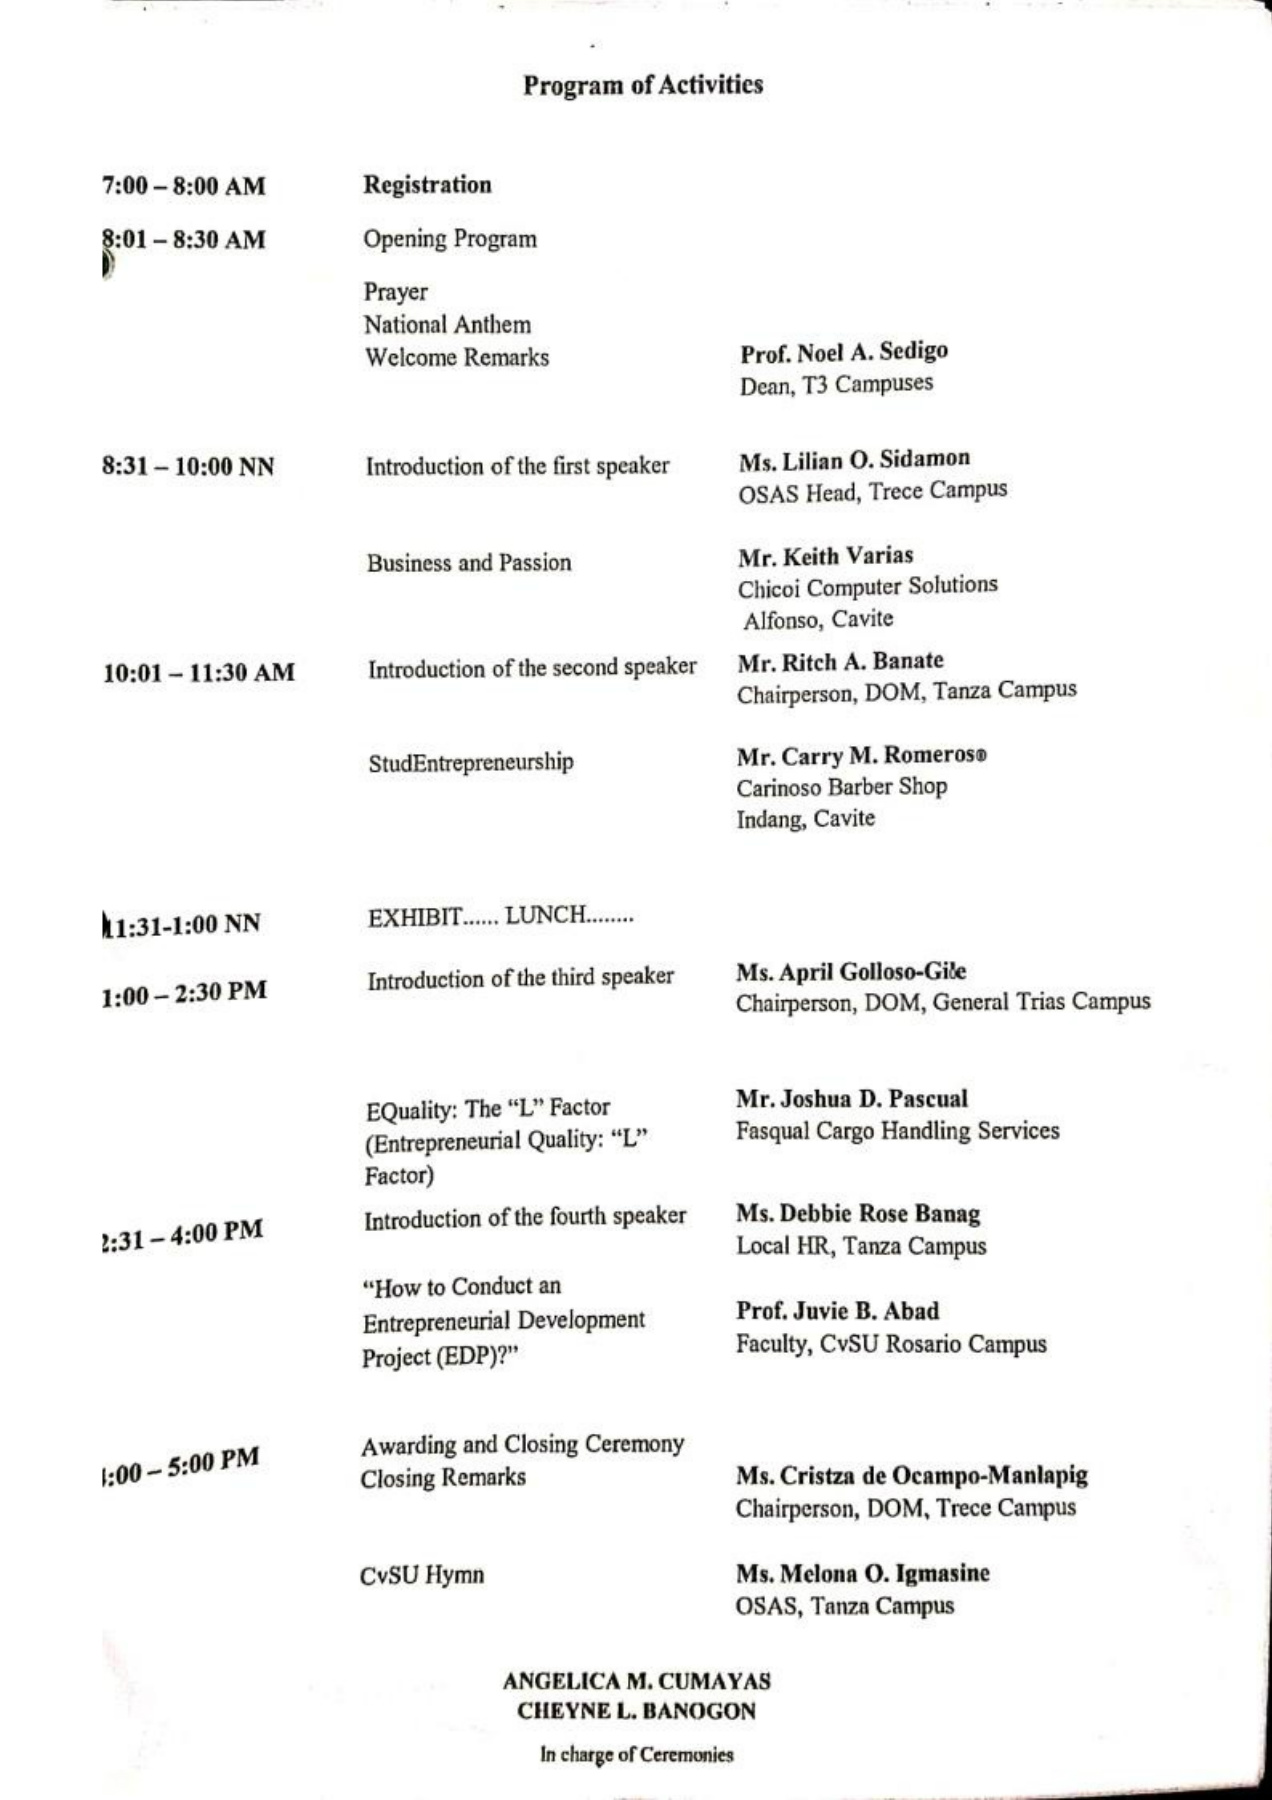 Program of Activities
7:00 – 8:00 AM Registration
8:01 – 8:30 AM Opening Program
Prayer
National Anthem
Welcome Remarks Prof. Noel A. Sedigo
Dean, T3 Campuses
8:31 – 10:00 NN Introduction of the first speaker Ms. Lilian O. Sidamon
OSAS Head, Trece Campus
Business and Passion Mr. Keith Varias
Chicoi Computer Solutions
Alfonso, Cavite
10:01 – 11:30 AM Introduction of the second speaker Mr. Ritch A. Banate
Chairperson, DOM, Tanza Campus
StudEntrepreneurship Mr. Carry M. Romeroso
Carinoso Barber Shop
Indang, Cavite
11:31-1:00 NN EXHIBIT...... LUNCH........
1:00 – 2:30 PM Introduction of the third speaker Ms. April Golloso-Gile
Chairperson, DOM, General Trias Campus
EQuality: The “L” Factor Mr. Joshua D. Pascual
(Entrepreneurial Quality: “L” Fasqual Cargo Handling Services
Factor)
2:31 – 4:00 PM Introduction of the fourth speaker Ms. Debbie Rose Banag
Local HR, Tanza Campus
“How to Conduct an
Entrepreneurial Development Prof. Juvie B. Abad
Project (EDP)?” Faculty, CvSU Rosario Campus
Awarding and Closing Ceremony
:00 – 5:00 PM Closing Remarks Ms. Cristza de Ocampo-Manlapig
Chairperson, DOM, Trece Campus
CvSU Hymn Ms. Melona O. Igmasine
OSAS, Tanza Campus
ANGELICA M. CUMAYAS
CHEYNE L. BANOGON
In charge of Ceremonies